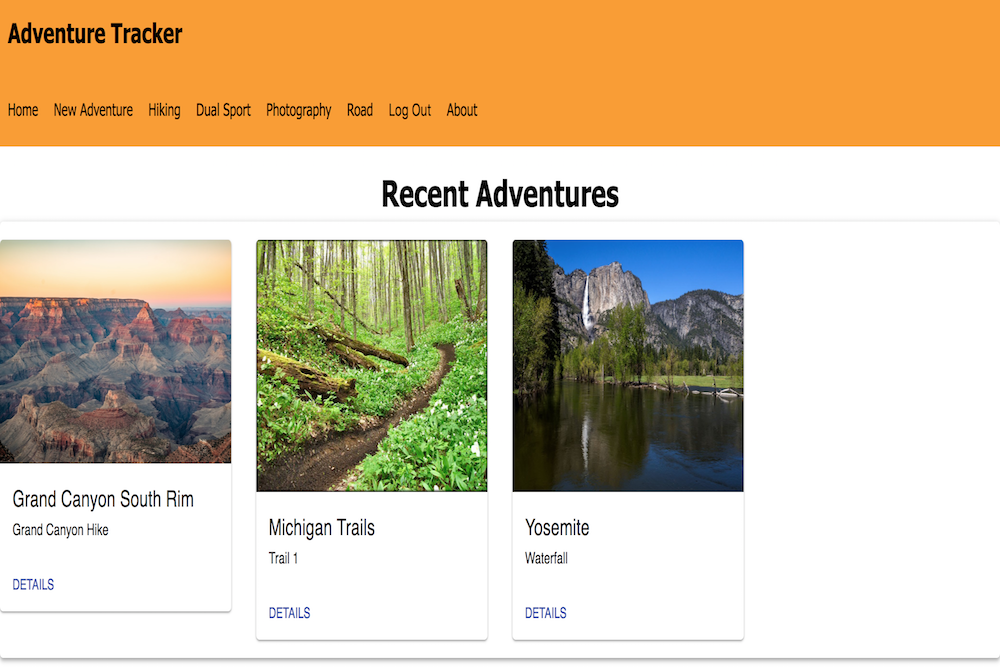 Adventure Tracker
Home New Adventure Hiking Dual Sport Photography Road Log Out About
Recent Adventures
Grand Canyon South Rim
Grand Canyon Hike
DETAILS
Michigan Trails
Trail 1
DETAILS
Yosemite
Waterfall
DETAILS